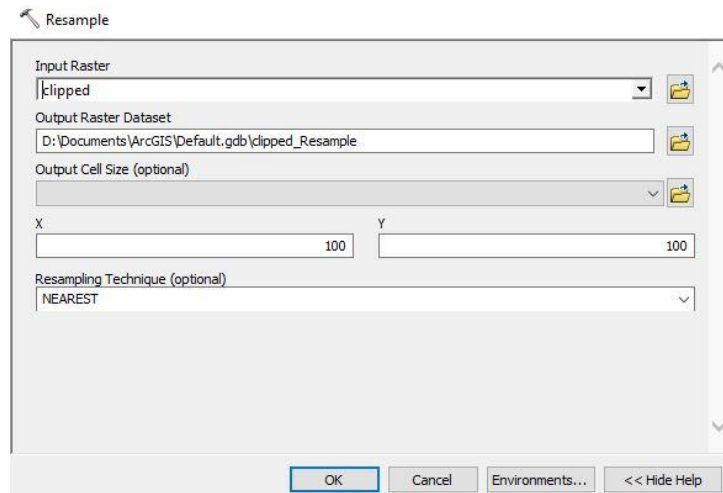 Resample
Input Raster
clipped
Output Raster Dataset
D:\Documents\ArcGIS\Default.gdb\clipped_Resample
Output Cell Size (optional)
X Y
100 100
Resampling Technique (optional)
NEAREST
OK Cancel Environments... << Hide Help